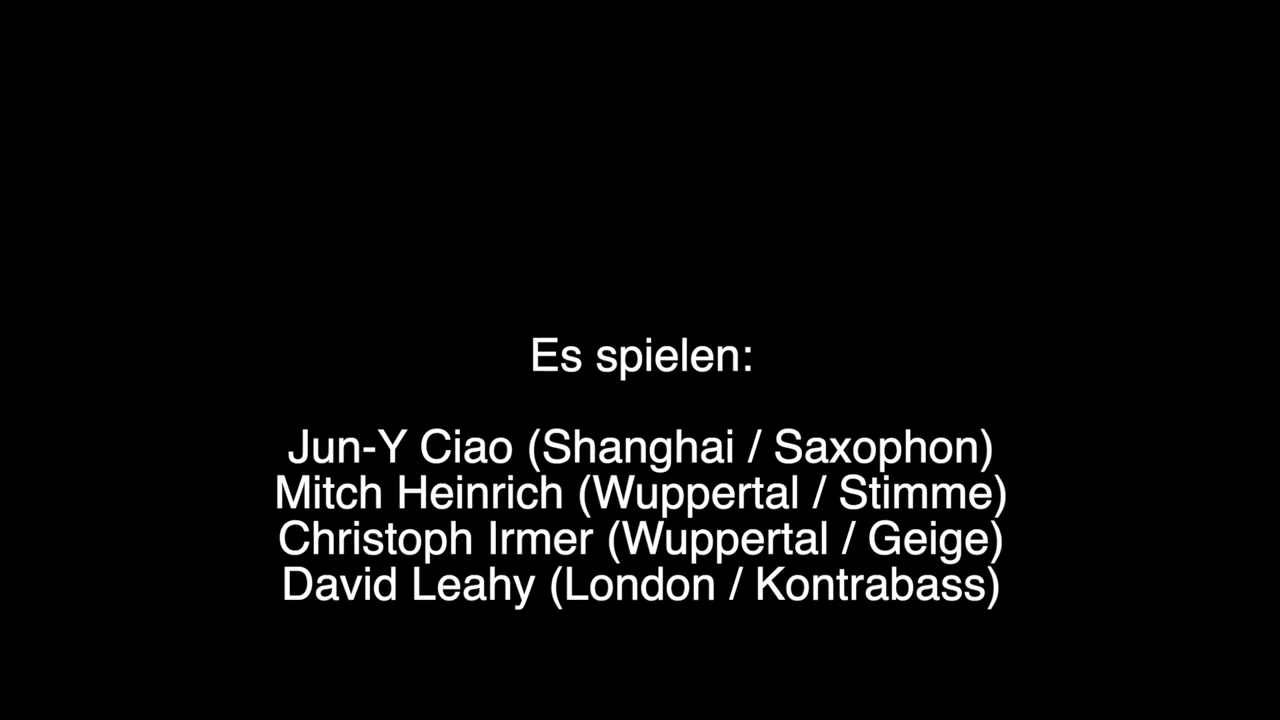 Es spielen:
Jun-Y Ciao (Shanghai / Saxophon)
Mitch Heinrich (Wuppertal / Stimme)
Christoph Irmer (Wuppertal / Geige)
David Leahy (London / Kontrabass)